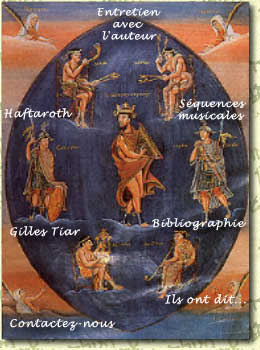 Entretien
avec
l'auteur
Haftaroth
Séquences
musicales
Gilles Tiar
Bibliographie
Ils ont dit...
Contactez-nous